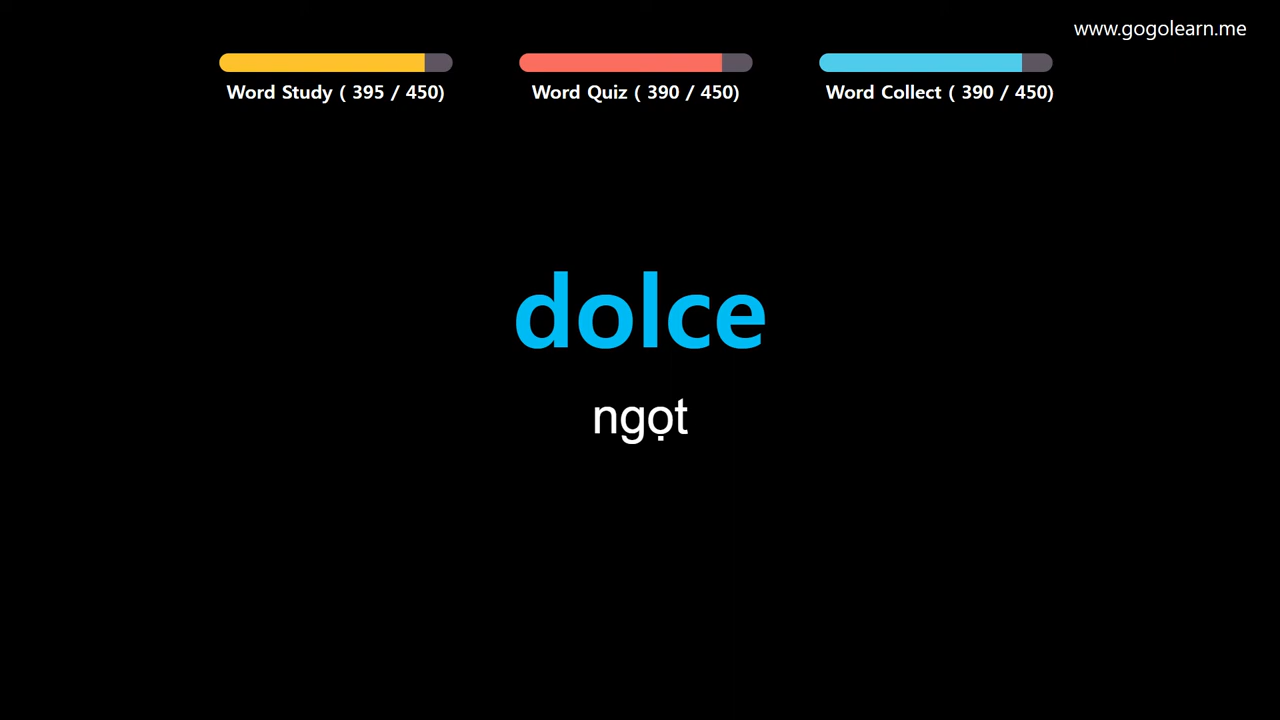 www.gogolearn.me
Word Study ( 395 / 450)
Word Quiz ( 390 / 450)
Word Collect ( 390 / 450)
dolce
ngọt